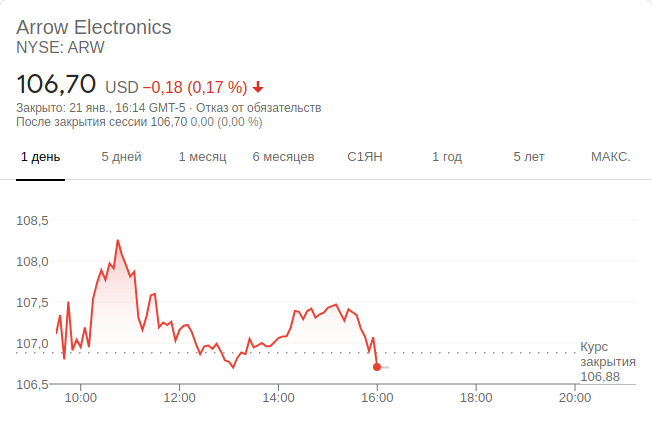 Arrow Electronics
NYSE: ARW
106,70 USD −0,18 (0,17 %)
Закрыто: 21 янв., 16:14 GMT-5 · Отказ от обязательств
После закрытия сессии 106,70 0,00 (0,00 %)
1 день 5 дней 1 месяц 6 месяцев С1ЯН 1 год 5 лет МАКС.
108,5
108,0
107,5
107,0
Курс
закрытия
106,88
106,5
10:00 12:00 14:00 16:00 18:00 20:00